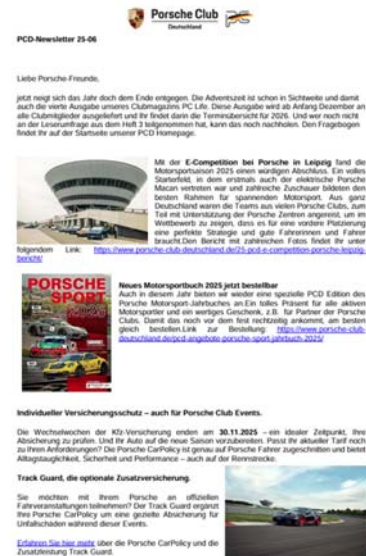 Porsche Club
Deutschland
PCD-Newsletter 25-06
Liebe Porsche-Freunde,
jetzt neigt sich das Jahr doch dem Ende entgegen. Die Adventszeit ist schon in Sichtweite und damit
auch die vierte Ausgabe unseres Clubmagazins PC Life. Diese Ausgabe wird ab Anfang Dezember an
alle Clubmitglieder ausgeliefert und Ihr findet darin die Terminübersicht für 2026. Und wer noch nicht
an der Leserumfrage aus dem Heft 3 teilgenommen hat, kann das noch nachholen. Den Fragebogen
findet Ihr auf der Startseite unserer PCD Homepage.
Mit der E-Competition bei Porsche in Leipzig fand die
Motorsportsaison 2025 einen würdigen Abschluss. Ein volles
Starterfeld, in dem erstmals auch der elektrische Porsche
Macan vertreten war und zahlreiche Zuschauer bildeten den
besten Rahmen für spannenden Motorsport. Aus ganz
Deutschland waren die Teams aus vielen Porsche Clubs, zum
Teil mit Unterstützung der Porsche Zentren angereist, um im
Wettbewerb zu zeigen, dass es für eine vordere Platzierung
eine perfekte Strategie und gute Fahrerinnen und Fahrer
braucht.Den Bericht mit zahlreichen Fotos findet Ihr unter
folgendem Link: https://www.porsche-club-deutschland.de/25-pcd-e-competition-porsche-leipzig-
bericht/
PORSCHE
SPORT
Neues Motorsportbuch 2025 jetzt bestellbar
Auch in diesem Jahr bieten wir wieder eine spezielle PCD Edition des
Porsche Motorsport-Jahrbuches an.Ein tolles Präsent für alle aktiven
Motorsportler und ein wertiges Geschenk, z.B. für Partner der Porsche
Clubs. Damit das noch vor dem fest rechtzeitig ankommt, am besten
gleich bestellen.Link zur Bestellung: https://www.porsche-club-
deutschland.de/pcd-angebote-porsche-sport-jahrbuch-2025/
Individueller Versicherungsschutz – auch für Porsche Club Events.
Die Wechselwochen der Kfz-Versicherung enden am 30.11.2025 – ein idealer Zeitpunkt, Ihre
Absicherung zu prüfen. Und Ihr Auto auf die neue Saison vorzubereiten. Passt Ihr aktueller Tarif noch
zu Ihren Anforderungen? Die Porsche CarPolicy ist genau auf Porsche Fahrer zugeschnitten und bietet
Alltagstauglichkeit, Sicherheit und Performance – auch auf der Rennstrecke.
Track Guard, die optionale Zusatzversicherung.
Sie möchten mit Ihrem Porsche an offiziellen
Fahrveranstaltungen teilnehmen? Der Track Guard ergänzt
Ihre Porsche CarPolicy um eine gezielte Absicherung für
Unfallschäden während dieser Events.
Erfahren Sie hier mehr über die Porsche CarPolicy und die
Zusatzleistung Track Guard.